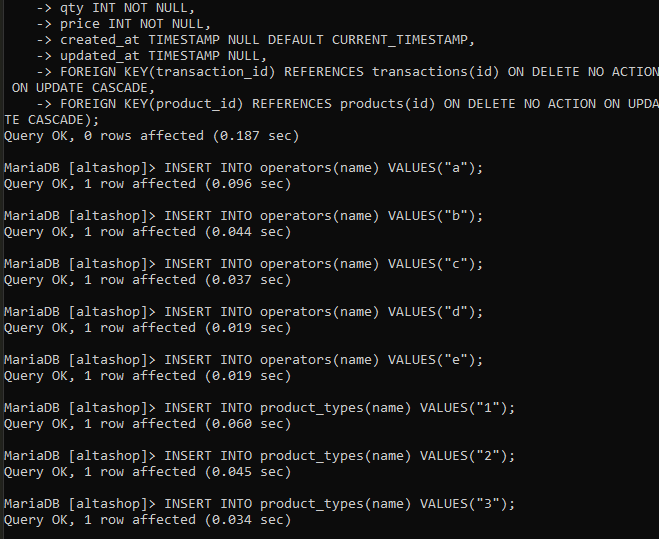 -> qty INT NOT NULL,
-> price INT NOT NULL,
-> created_at TIMESTAMP NULL DEFAULT CURRENT_TIMESTAMP,
-> updated_at TIMESTAMP NULL,
-> FOREIGN KEY(transaction_id) REFERENCES transactions(id) ON DELETE NO ACTION
ON UPDATE CASCADE,
-> FOREIGN KEY(product_id) REFERENCES products(id) ON DELETE NO ACTION ON UPDA
TE CASCADE);
Query OK, 0 rows affected (0.187 sec)
MariaDB [altashop]> INSERT INTO operators(name) VALUES("a");
Query OK, 1 row affected (0.096 sec)
MariaDB [altashop]> INSERT INTO operators(name) VALUES("b");
Query OK, 1 row affected (0.044 sec)
MariaDB [altashop]> INSERT INTO operators(name) VALUES("c");
Query OK, 1 row affected (0.037 sec)
MariaDB [altashop]> INSERT INTO operators(name) VALUES("d");
Query OK, 1 row affected (0.019 sec)
MariaDB [altashop]> INSERT INTO operators(name) VALUES("e");
Query OK, 1 row affected (0.019 sec)
MariaDB [altashop]> INSERT INTO product_types(name) VALUES("1");
Query OK, 1 row affected (0.060 sec)
MariaDB [altashop]> INSERT INTO product_types(name) VALUES("2");
Query OK, 1 row affected (0.045 sec)
MariaDB [altashop]> INSERT INTO product_types(name) VALUES("3");
Query OK, 1 row affected (0.034 sec)